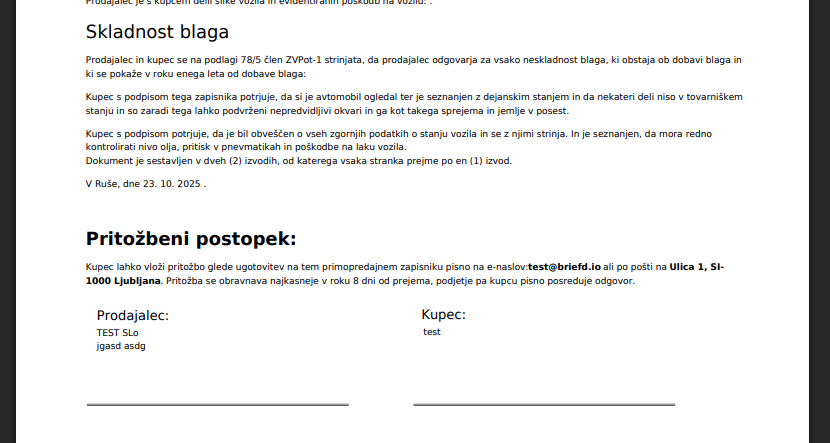 Prodajalec je s kupcem delil slike vozila in evidentiranih poškodb na vozilu: .
Skladnost blaga
Prodajalec in kupec se na podlagi 78/5 člen ZVPot-1 strinjata, da prodajalec odgovarja za vsako neskladnost blaga, ki obstaja ob dobavi blaga in
ki se pokaže v roku enega leta od dobave blaga:
Kupec s podpisom tega zapisnika potrjuje, da si je avtomobil ogledal ter je seznanjen z dejanskim stanjem in da nekateri deli niso v tovarniškem
stanju in so zaradi tega lahko podvrženi nepredvidljivi okvari in ga kot takega sprejema in jemlje v posest.
Kupec s podpisom potrjuje, da je bil obveščen o vseh zgornjih podatkih o stanju vozila in se z njimi strinja. In je seznanjen, da mora redno
kontrolirati nivo olja, pritisk v pnevmatikah in poškodbe na laku vozila.
Dokument je sestavljen v dveh (2) izvodih, od katerega vsaka stranka prejme po en (1) izvod.
V Ruše, dne 23. 10. 2025 .
Pritožbeni postopek:
Kupec lahko vloži pritožbo glede ugotovitev na tem primopredajnem zapisniku pisno na e-naslov:test@briefd.io ali po pošti na Ulica 1, SI-
1000 Ljubljana. Pritožba se obravnava najkasneje v roku 8 dni od prejema, podjetje pa kupcu pisno posreduje odgovor.
Prodajalec:
TEST SLo
jgasd asdg
Kupec:
test